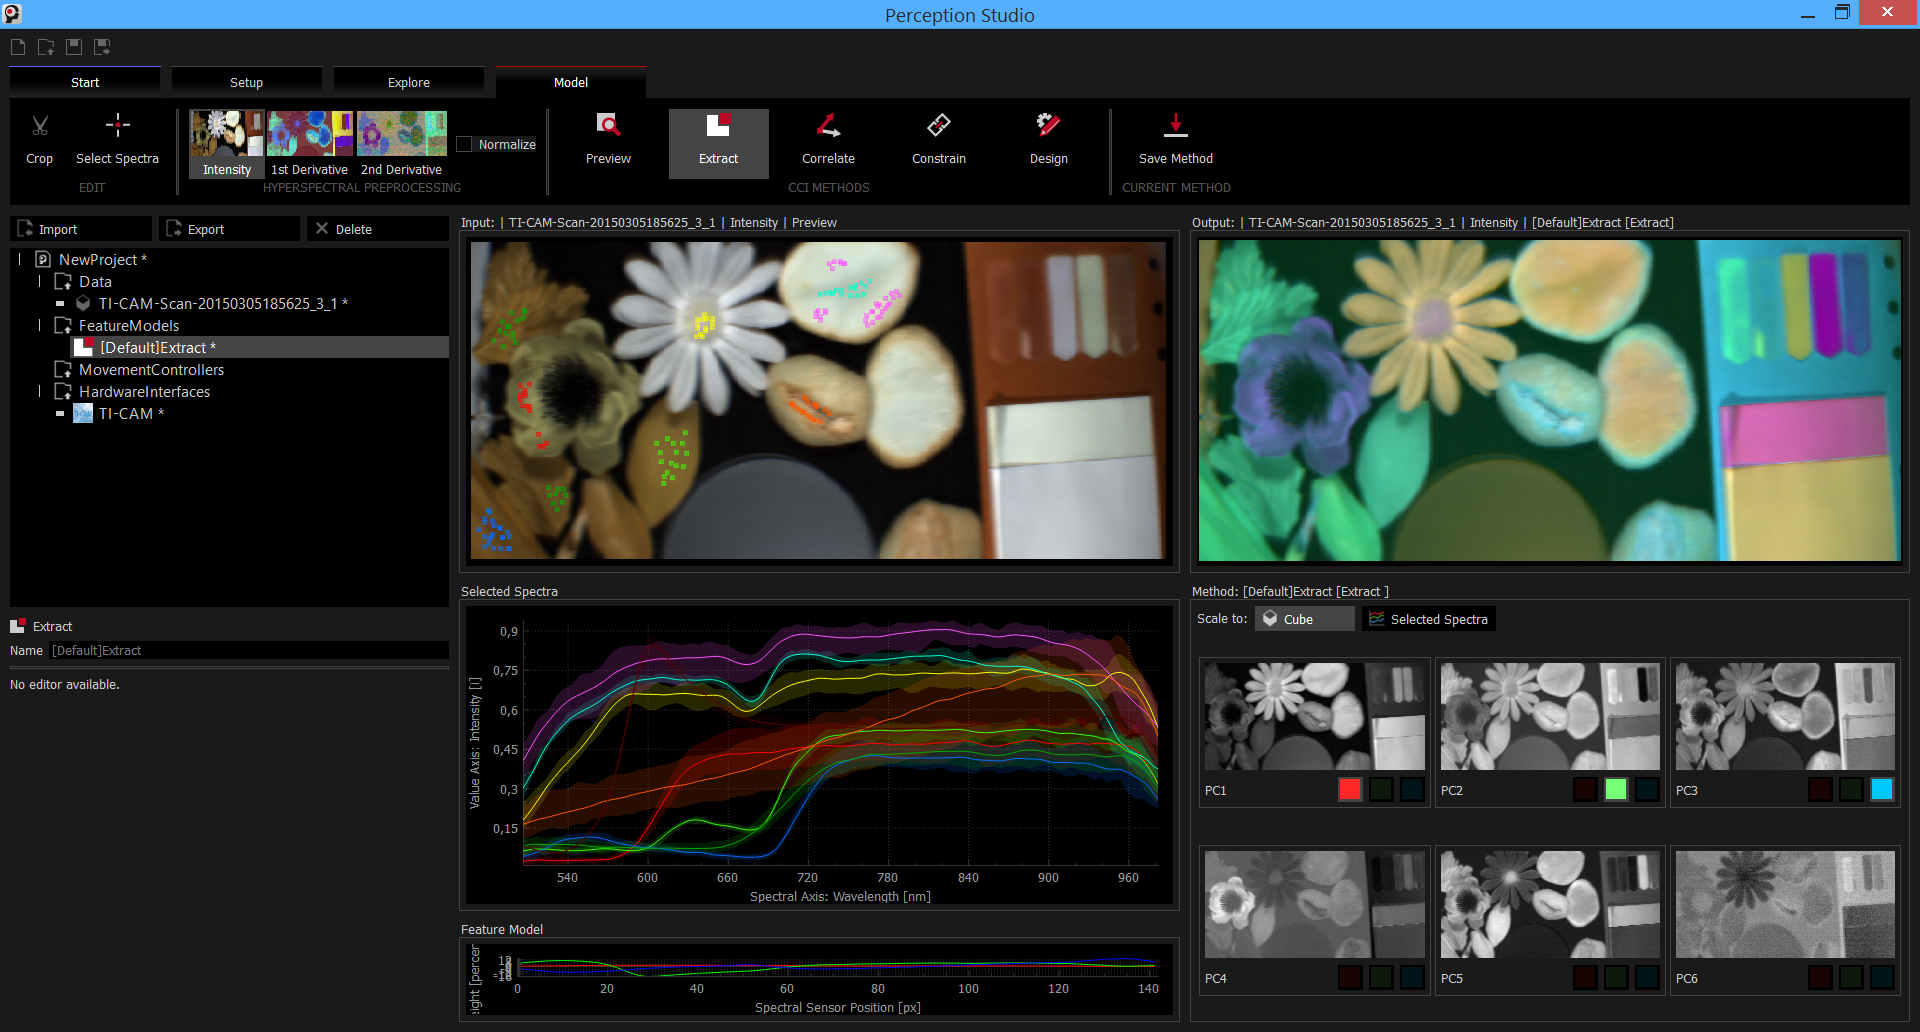 Perception Studio
Start Setup Explore Model
Crop Select Spectra
EDIT
Intensity 1st Derivative 2nd Derivative Normalize
HYPERSPECTRAL PREPROCESSING
Preview Extract Correlate Constrain Design
CCI METHODS
Save Method
CURRENT METHOD
Import Export Delete
NewProject *
Data
TI-CAM-Scan-20150305185625_3_1 *
FeatureModels
[Default]Extract *
MovementControllers
HardwareInterfaces
TI-CAM *
Extract
Name [Default]Extract
No editor available.
Input: | TI-CAM-Scan-20150305185625_3_1 | Intensity | Preview
Output: | TI-CAM-Scan-20150305185625_3_1 | Intensity | [Default]Extract [Extract]
Selected Spectra
Value Axis: Intensity [i]
0,9
0,75
0,6
0,45
0,3
0,15
540 600 660 720 780 840 900 960
Spectral Axis: Wavelength [nm]
Feature Model
0 20 40 60 80 100 120 140
Spectral Sensor Position [px]
Method: [Default]Extract [Extract ]
Scale to: Cube Selected Spectra
PC1 PC2 PC3
PC4 PC5 PC6